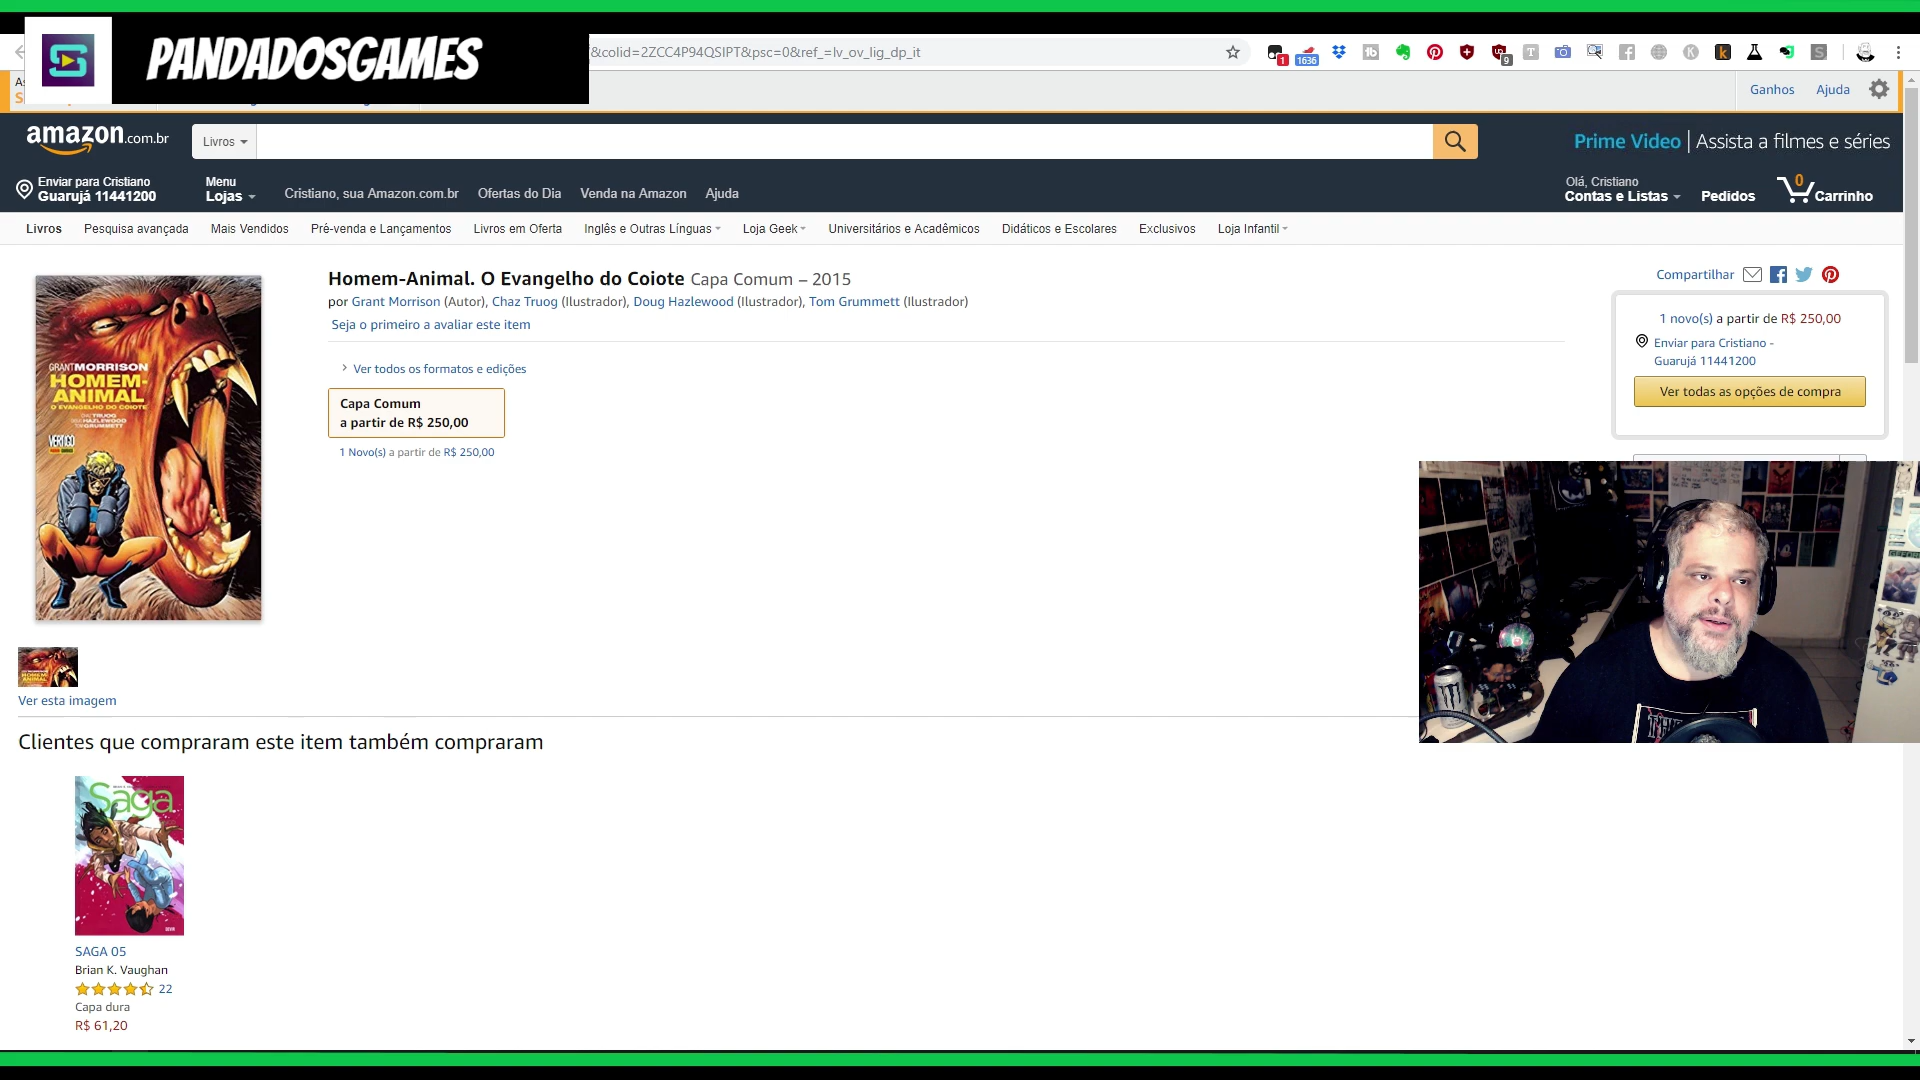 PANDADOSGAMES
&colid=2ZCC4P94QSIPT&psc=0&ref_=lv_ov_lig_dp_it
1
1636
9
Ganhos
Ajuda
amazon.com.br
Livros
Prime Video | Assista a filmes e séries
Enviar para Cristiano
Guarujá 11441200
Menu
Lojas
Cristiano, sua Amazon.com.br
Ofertas do Dia
Venda na Amazon
Ajuda
Olá, Cristiano
Contas e Listas
Pedidos
0
Carrinho
Livros
Pesquisa avançada
Mais Vendidos
Pré-venda e Lançamentos
Livros em Oferta
Inglês e Outras Línguas
Loja Geek
Universitários e Acadêmicos
Didáticos e Escolares
Exclusivos
Loja Infantil
Homem-Animal. O Evangelho do Coiote Capa Comum – 2015
por Grant Morrison (Autor), Chaz Truog (Ilustrador), Doug Hazlewood (Ilustrador), Tom Grummett (Ilustrador)
Seja o primeiro a avaliar este item
Ver todos os formatos e edições
Capa Comum
a partir de R$ 250,00
1 Novo(s) a partir de R$ 250,00
Compartilhar
1 novo(s) a partir de R$ 250,00
Enviar para Cristiano -
Guarujá 11441200
Ver todas as opções de compra
GRANT MORRISON
HOMEM-
ANIMAL
O EVANGELHO DO COIOTE
VERTIGO
Ver esta imagem
Clientes que compraram este item também compraram
Saga
SAGA 05
Brian K. Vaughan
22
Capa dura
R$ 61,20